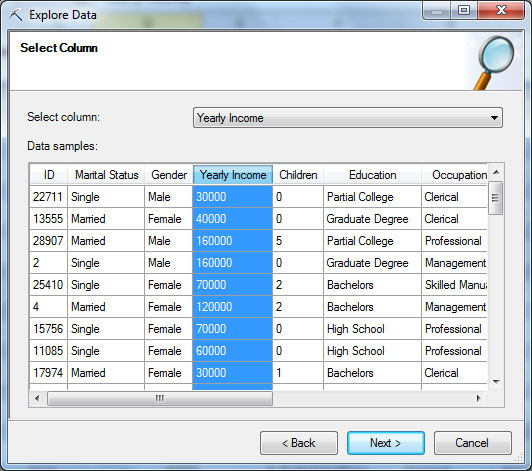 Explore Data
Select Column
Select column: Yearly Income
Data samples:
ID Marital Status Gender Yearly Income Children Education Occupation
22711 Single Male 30000 0 Partial College Clerical
13555 Married Female 40000 0 Graduate Degree Clerical
28907 Married Male 160000 5 Partial College Professional
2 Single Male 160000 0 Graduate Degree Management
25410 Single Female 70000 2 Bachelors Skilled Manu
4 Married Female 120000 2 Bachelors Management
15756 Single Female 70000 0 High School Professional
11085 Single Female 60000 0 High School Professional
17974 Married Female 30000 1 Bachelors Clerical
< Back Next > Cancel